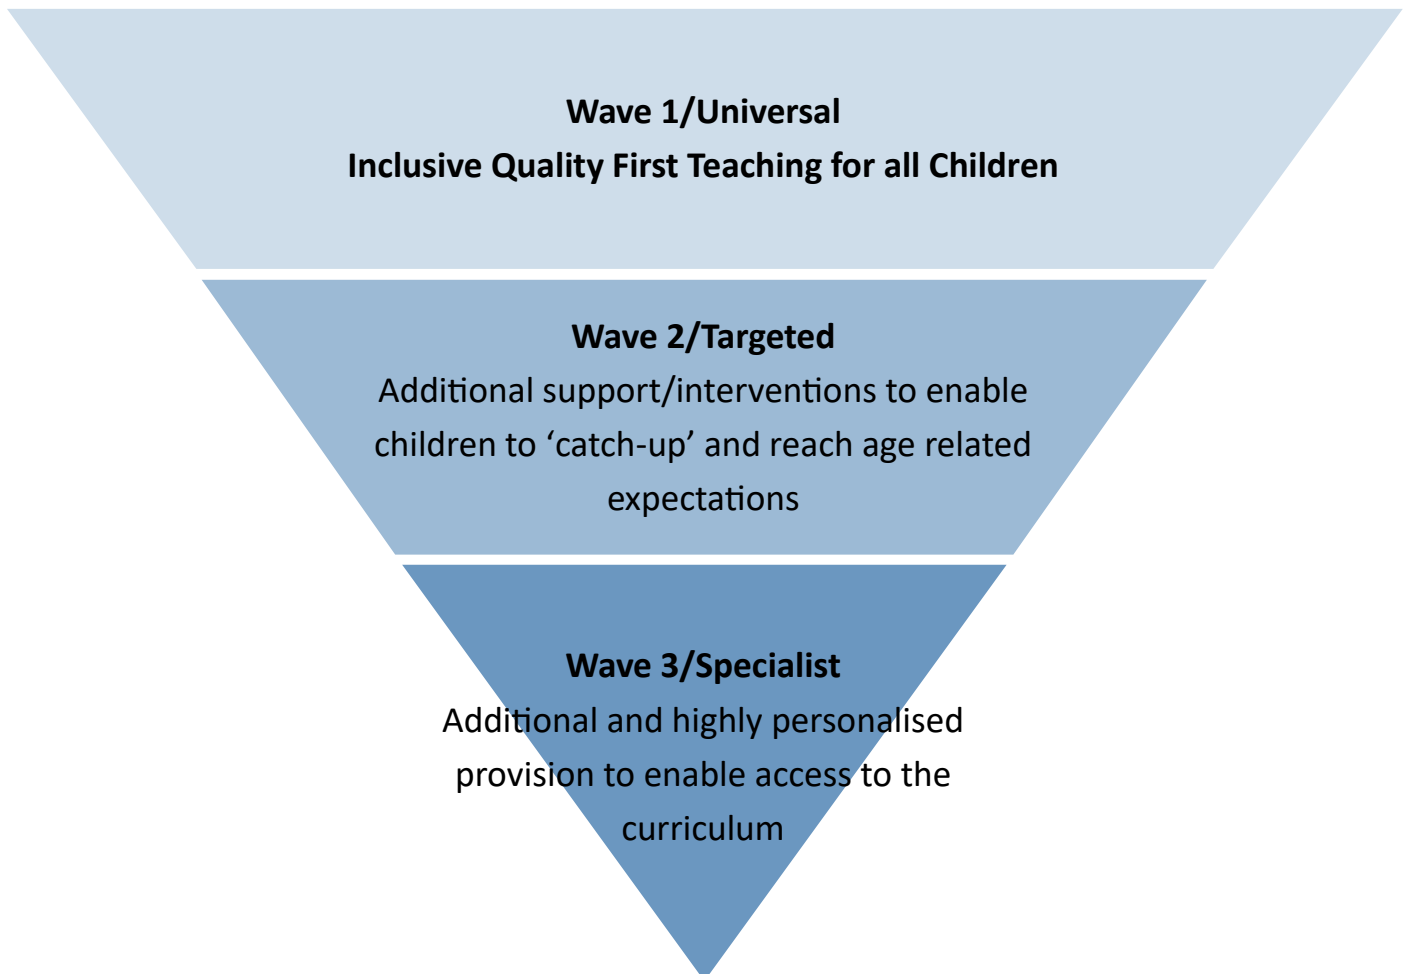 Wave 1/Universal
Inclusive Quality First Teaching for all Children
Wave 2/Targeted
Additional support/interventions to enable
children to ‘catch-up’ and reach age related
expectations
Wave 3/Specialist
Additional and highly personalised
provision to enable access to the
curriculum